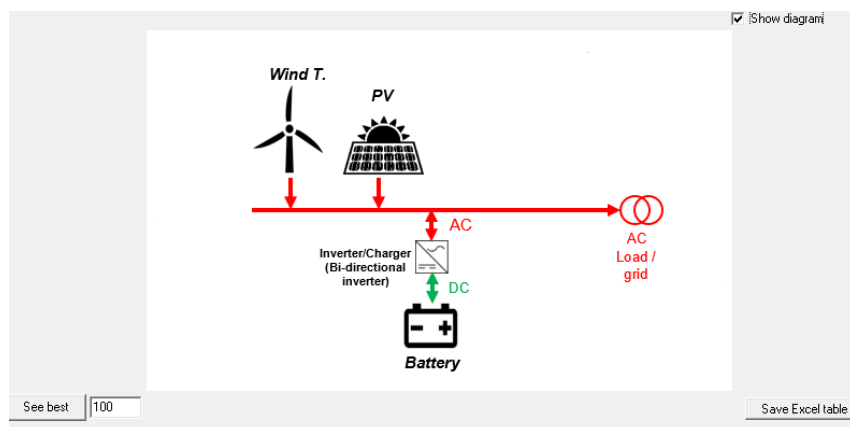 Show diagram
Wind T.
PV
AC
Inverter/Charger
(Bi-directional
inverter)
AC
Load /
grid
DC
Battery
See best
100
Save Excel table